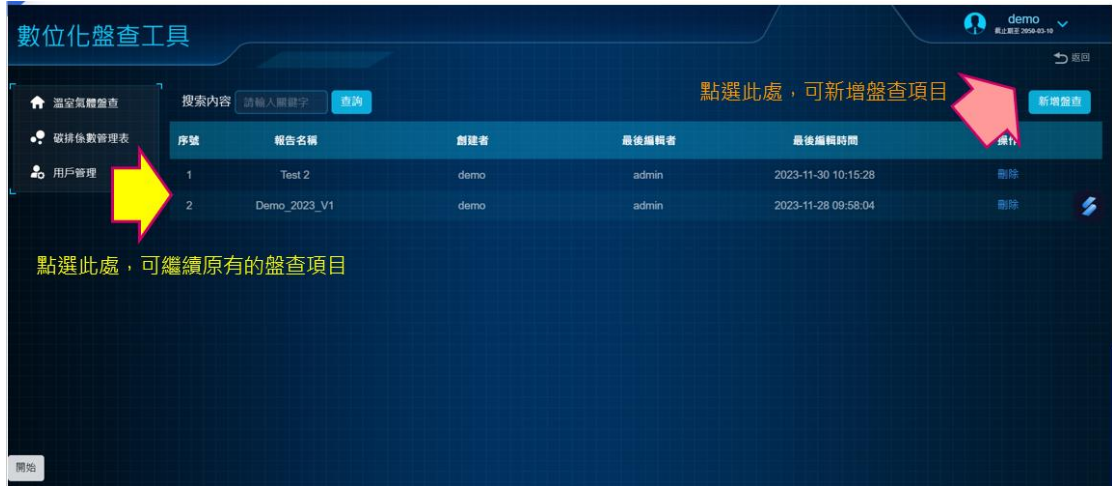 數位化盤查工具
demo
截止期至 2050-03-10
返回
溫室氣體盤查
碳排係數管理表
用戶管理
搜索內容 請輸入關鍵字 查詢
點選此處，可新增盤查項目
新增盤查
序號 報告名稱 創建者 最後編輯者 最後編輯時間 操作
1 Test 2 demo admin 2023-11-30 10:15:28 刪除
2 Demo_2023_V1 demo admin 2023-11-28 09:58:04 刪除
點選此處，可繼續原有的盤查項目
開始